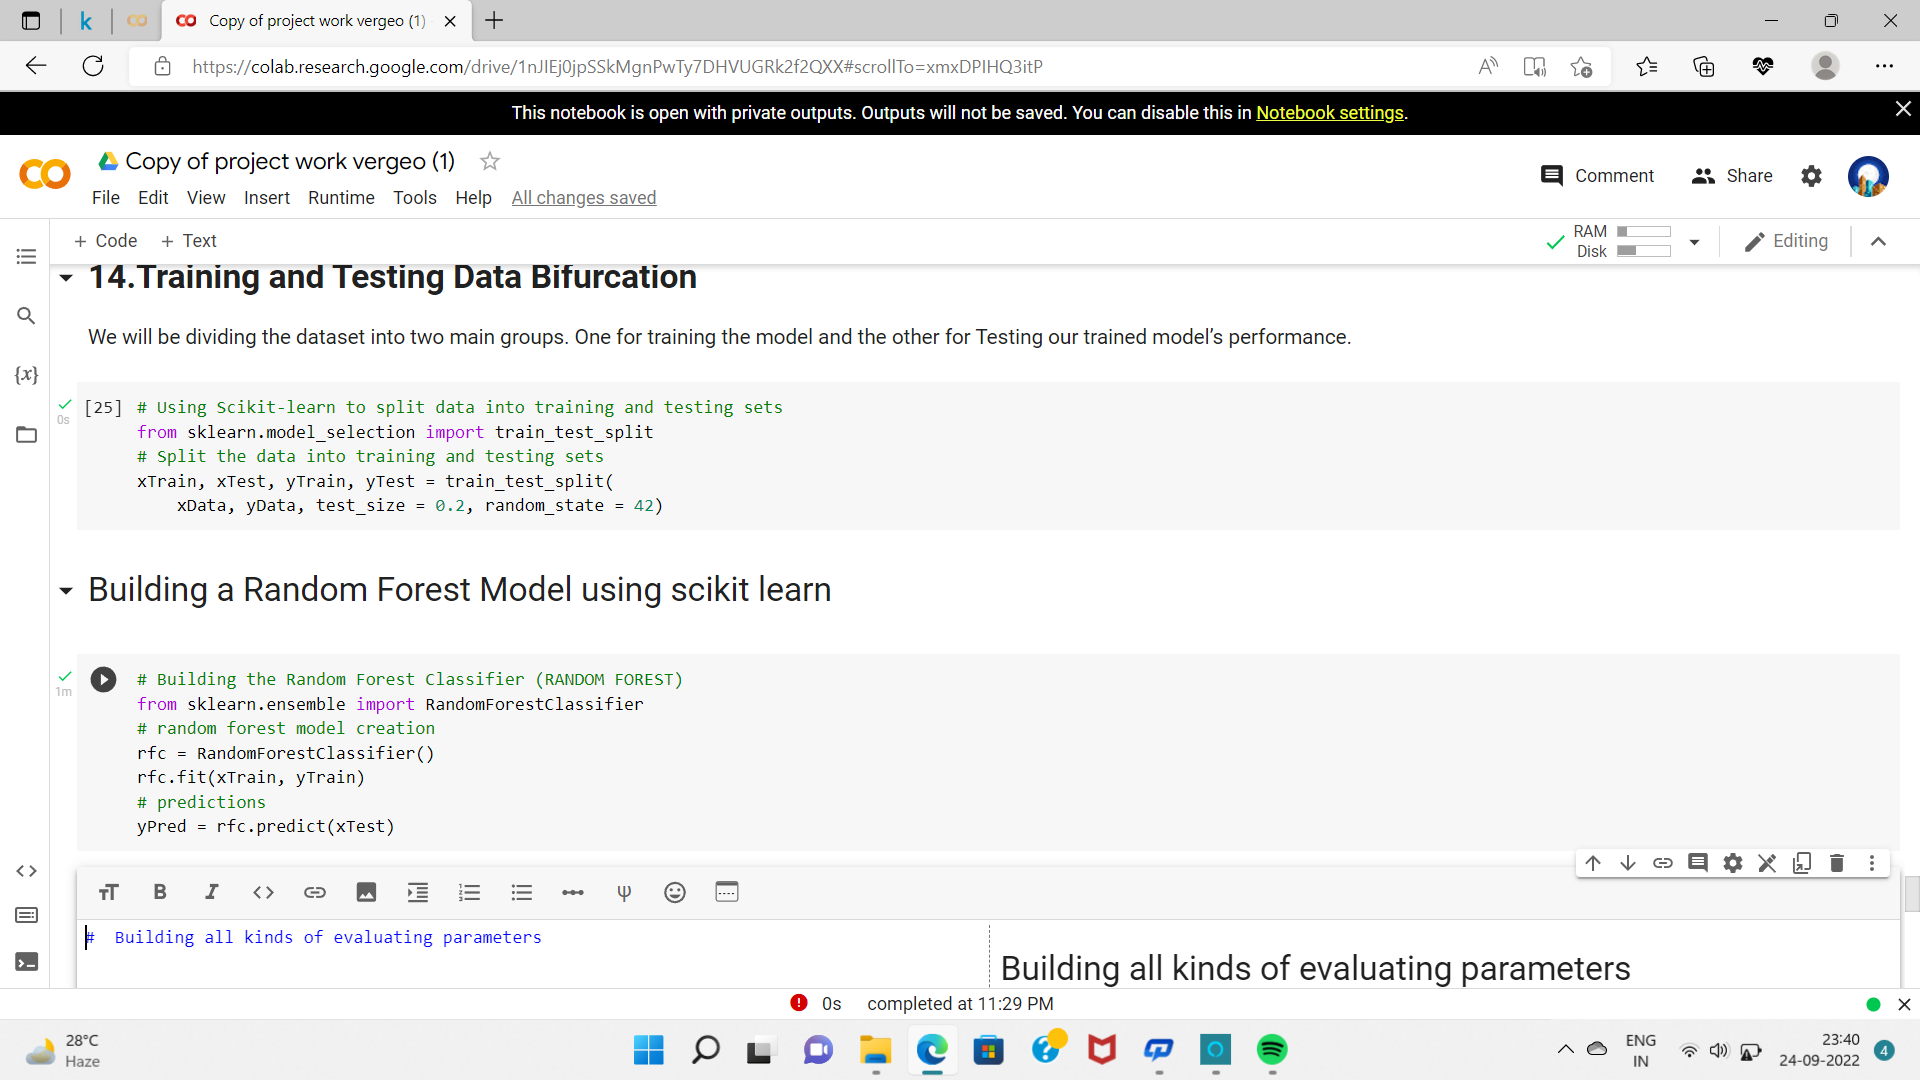 Copy of project work vergeo (1)
https://colab.research.google.com/drive/1nJIEj0jpSSkMgnPwTy7DHVUGRk2f2QXX#scrollTo=xmxDPIHQ3itP
This notebook is open with private outputs. Outputs will not be saved. You can disable this in Notebook settings.
Copy of project work vergeo (1)
Comment Share
File Edit View Insert Runtime Tools Help All changes saved
+ Code + Text
RAM
Disk
Editing
14.Training and Testing Data Bifurcation
We will be dividing the dataset into two main groups. One for training the model and the other for Testing our trained model's performance.
0s
[25] # Using Scikit-learn to split data into training and testing sets
from sklearn.model_selection import train_test_split
# Split the data into training and testing sets
xTrain, xTest, yTrain, yTest = train_test_split(
xData, yData, test_size = 0.2, random_state = 42)
Building a Random Forest Model using scikit learn
1m
# Building the Random Forest Classifier (RANDOM FOREST)
from sklearn.ensemble import RandomForestClassifier
# random forest model creation
rfc = RandomForestClassifier()
rfc.fit(xTrain, yTrain)
# predictions
yPred = rfc.predict(xTest)
# Building all kinds of evaluating parameters
Building all kinds of evaluating parameters
0s completed at 11:29 PM
28°C
Haze
ENG
IN
23:40
24-09-2022
4